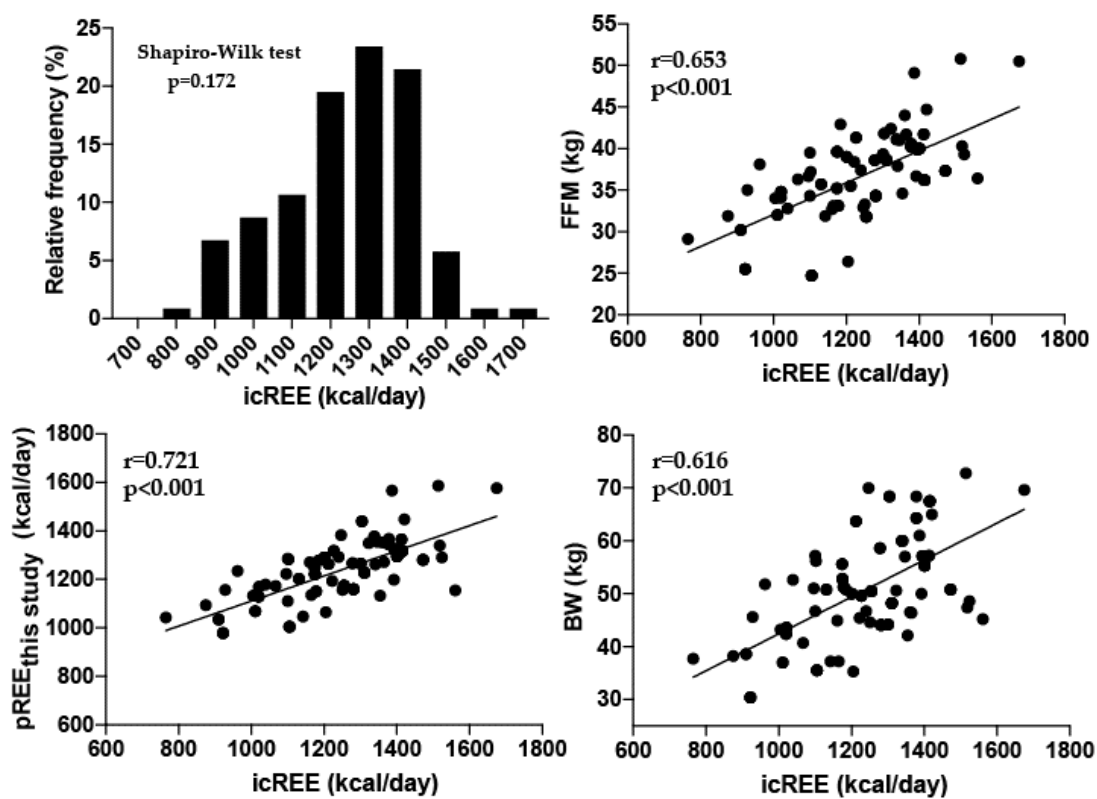 25
20
15
10
5
0
Relative frequency (%)
Shapiro-Wilk test
p=0.172
700
800
900
1000
1100
1200
1300
1400
1500
1600
1700
icREE (kcal/day)
55
50
45
40
35
30
25
20
FFM (kg)
r=0.653
p<0.001
600 800 1000 1200 1400 1600 1800
icREE (kcal/day)
1800
1600
1400
1200
1000
800
600
pREEthis study (kcal/day)
r=0.721
p<0.001
600 800 1000 1200 1400 1600 1800
icREE (kcal/day)
80
70
60
50
40
30
BW (kg)
r=0.616
p<0.001
600 800 1000 1200 1400 1600 1800
icREE (kcal/day)